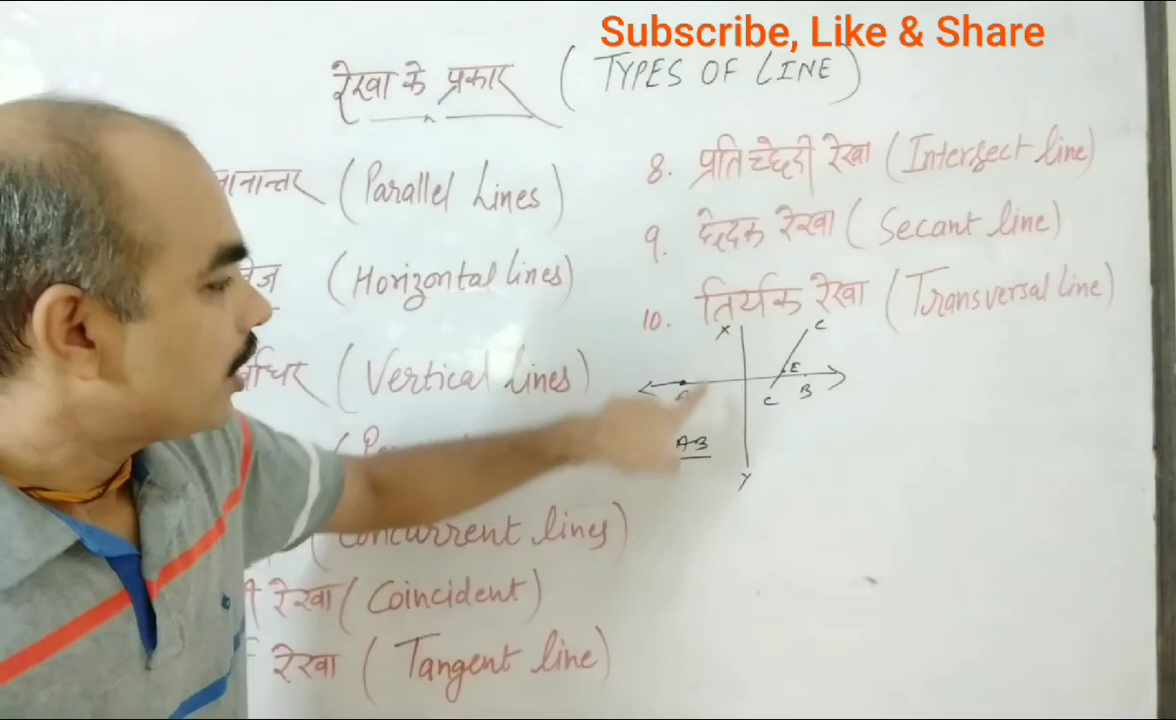 Subscribe, Like & Share
रेखा के प्रकार ( TYPES OF LINE )
(Parallel Lines)
(Horizontal lines)
(Vertical lines)
(Concurrent lines)
रेखा (Coincident)
रेखा (Tangent line)
8. प्रतिच्छेदी रेखा (Intersect line)
9. छेदक रेखा (Secant line)
10. तिर्यक रेखा (Transversal line)
X C
E
C B
AB
Y